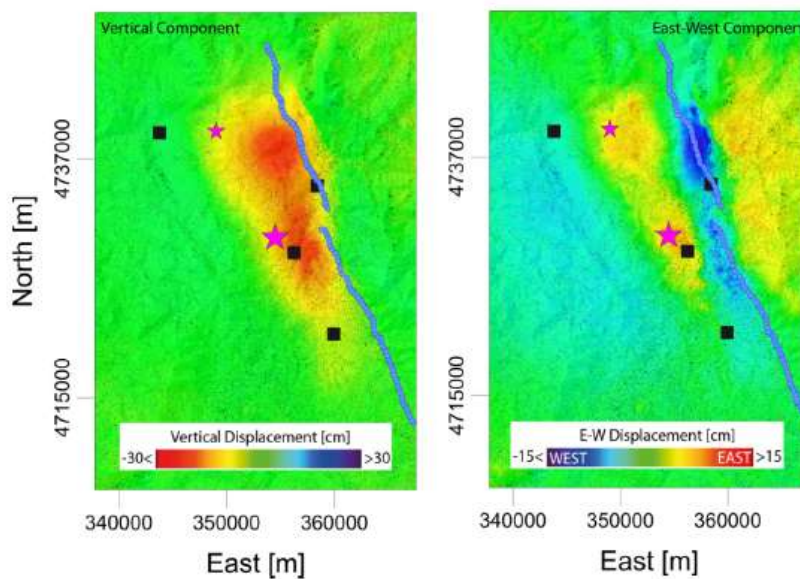 Vertical Component
East-West Component
North [m]
4737000
4715000
4737000
4715000
Vertical Displacement [cm]
-30<
>30
E-W Displacement [cm]
-15<
WEST
EAST
>15
340000
350000
360000
340000
350000
360000
East [m]
East [m]